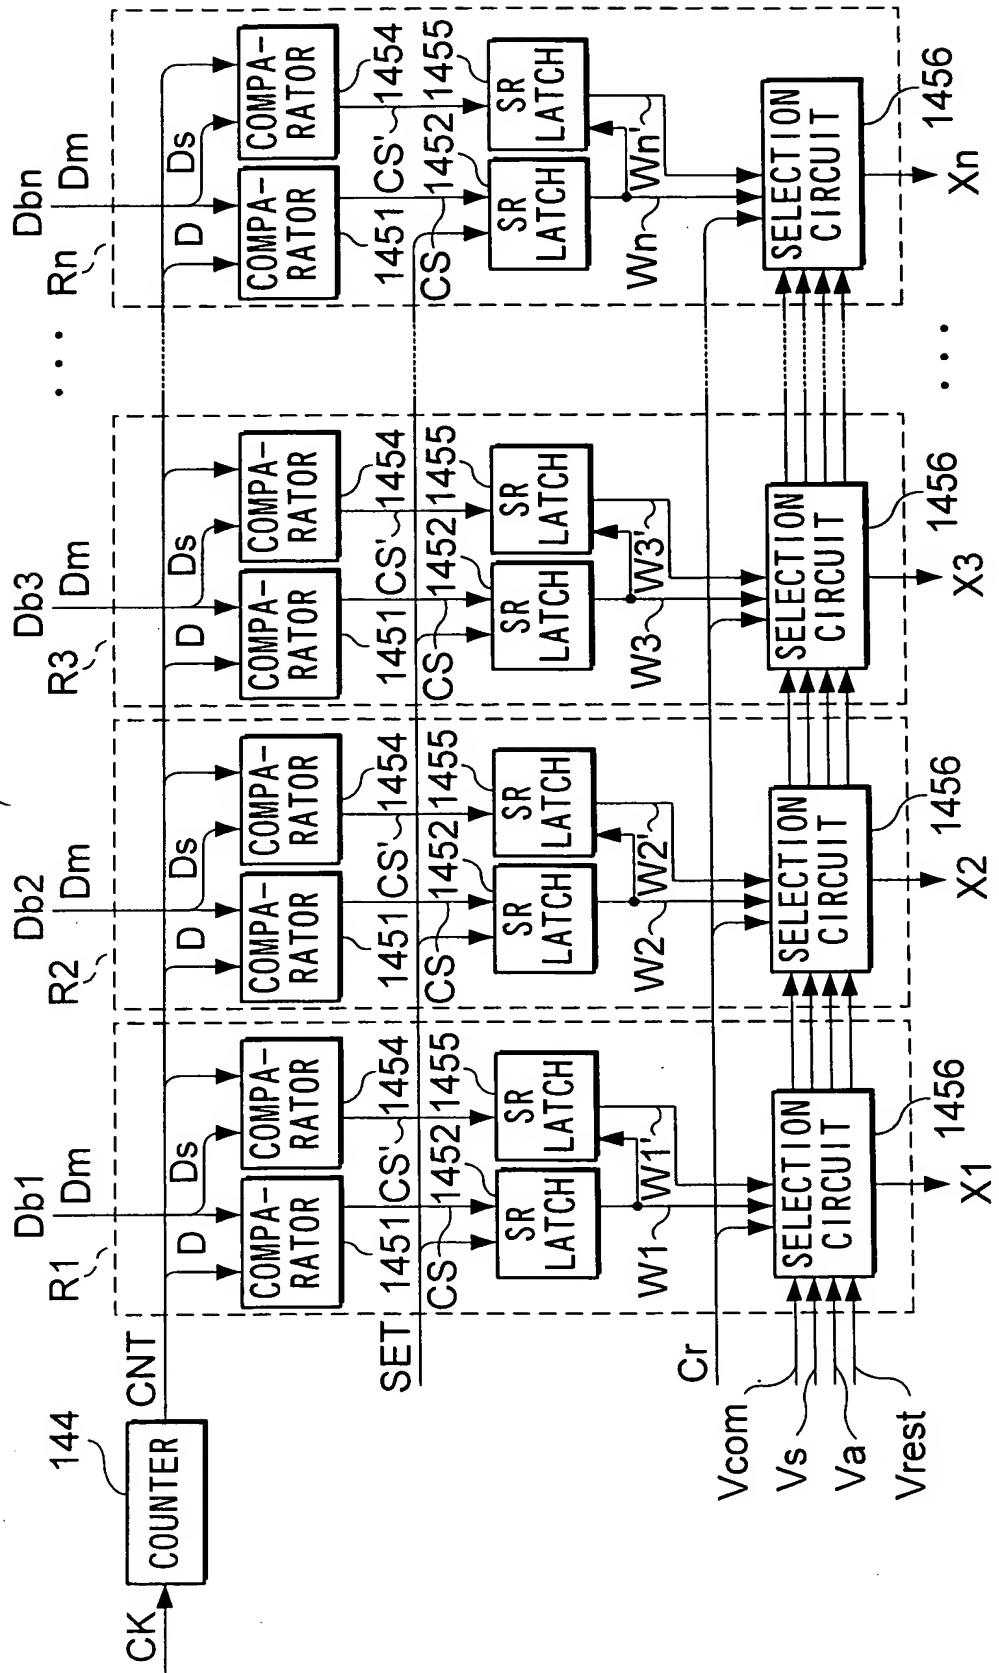 CK
COUNTER
144
CNT
SET
Cr
Vcom
Vs
Va
Vrest
R1
Db1
Dm
D
Ds
COMPA-
RATOR
COMPA-
RATOR
1451
CS
CS'
1454
1452
1455
SR
LATCH
SR
LATCH
W1
W1'
SELECTION
CIRCUIT
1456
X1
R2
Db2
Dm
D
Ds
COMPA-
RATOR
COMPA-
RATOR
1451
CS
CS'
1454
1452
1455
SR
LATCH
SR
LATCH
W2
W2'
SELECTION
CIRCUIT
1456
X2
R3
Db3
Dm
D
Ds
COMPA-
RATOR
COMPA-
RATOR
1451
CS
CS'
1454
1452
1455
SR
LATCH
SR
LATCH
W3
W3'
SELECTION
CIRCUIT
1456
X3
. . .
. . .
Rn
Dbn
Dm
D
Ds
COMPA-
RATOR
COMPA-
RATOR
1451
CS
CS'
1454
1452
1455
SR
LATCH
SR
LATCH
Wn
Wn'
SELECTION
CIRCUIT
1456
Xn